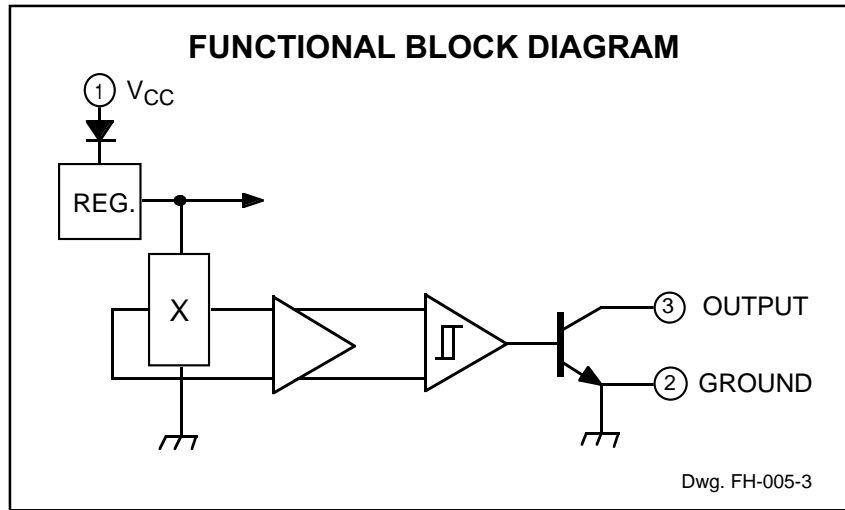 FUNCTIONAL BLOCK DIAGRAM
1 VCC
REG.
X
3 OUTPUT
2 GROUND
Dwg. FH-005-3